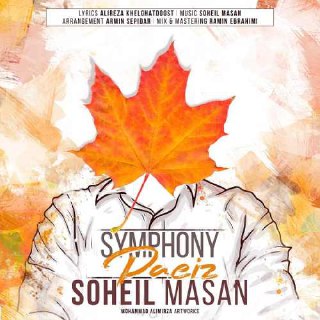 LYRICS ALIREZA KHELGHATDOOST | MUSIC SOHEIL MASAN
ARRANGEMENT ARMIN SEPIDAR | MIX & MASTERING RAMIN EBRAHIMI
SYMPHONY
Paeiz
SOHEIL MASAN
MOHAMMAD ALIMIRZA ARTWORKS